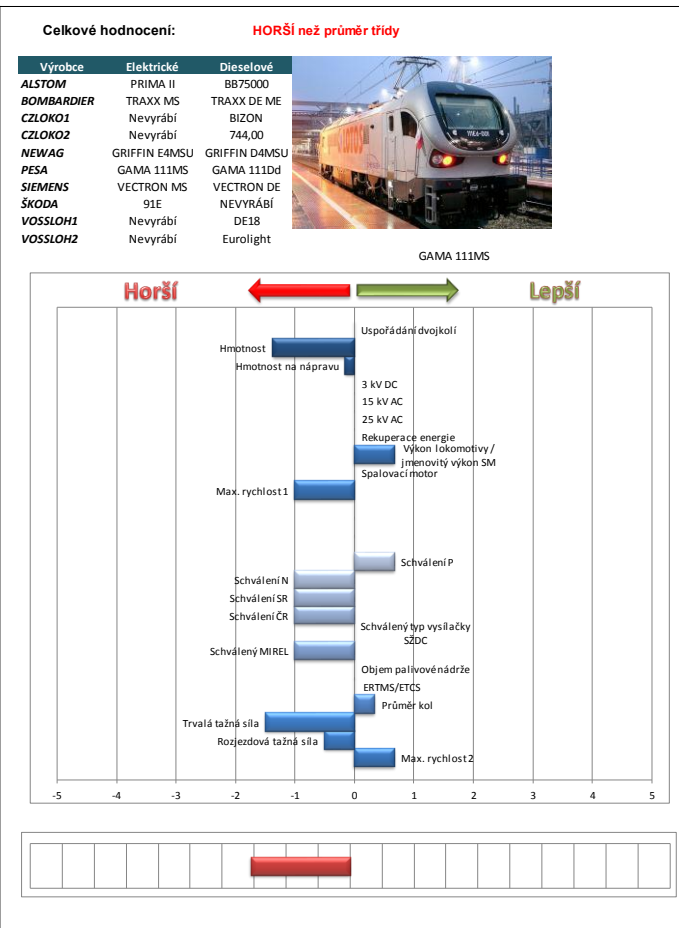 Celkové hodnocení: HORŠÍ než průměr třídy
Výrobce Elektrické Dieselové
ALSTOM PRIMA II BB75000
BOMBARDIER TRAXX MS TRAXX DE ME
CZLOKO1 Nevyrábí BIZON
CZLOKO2 Nevyrábí 744,00
NEWAG GRIFFIN E4MSU GRIFFIN D4MSU
PESA GAMA 111MS GAMA 111Dd
SIEMENS VECTRON MS VECTRON DE
ŠKODA 91E NEVYRÁBÍ
VOSSLOH1 Nevyrábí DE18
VOSSLOH2 Nevyrábí Eurolight
LOTOS
111Ed-001
GAMA 111MS
Horší Lepší
Uspořádání dvojkolí
Hmotnost
Hmotnost na nápravu
3 kV DC
15 kV AC
25 kV AC
Rekuperace energie
Výkon lokomotivy /
jmenovitý výkon SM
Spalovací motor
Max. rychlost 1
Schválení P
Schválení N
Schválení SR
Schválení ČR
Schválený typ vysílačky
SŽDC
Schválený MIREL
Objem palivové nádrže
ERTMS/ETCS
Průměr kol
Trvalá tažná síla
Rozjezdová tažná síla
Max. rychlost 2
-5 -4 -3 -2 -1 0 1 2 3 4 5